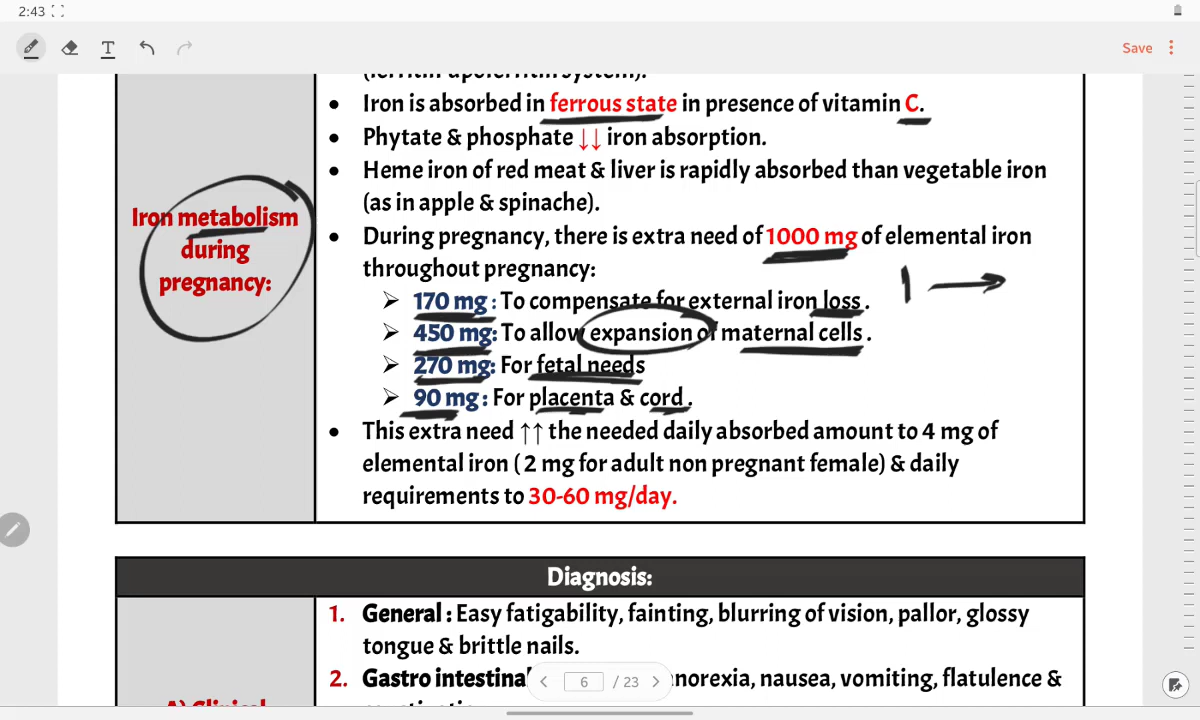 2:43
Save
(ferritin-apoferritin system).
• Iron is absorbed in ferrous state in presence of vitamin C.
• Phytate & phosphate ↓↓ iron absorption.
• Heme iron of red meat & liver is rapidly absorbed than vegetable iron
(as in apple & spinache).
Iron metabolism
during
pregnancy:
• During pregnancy, there is extra need of 1000 mg of elemental iron
throughout pregnancy:
1 →
➢ 170 mg : To compensate for external iron loss .
➢ 450 mg: To allow expansion of maternal cells .
➢ 270 mg: For fetal needs
➢ 90 mg : For placenta & cord .
• This extra need ↑↑ the needed daily absorbed amount to 4 mg of
elemental iron ( 2 mg for adult non pregnant female) & daily
requirements to 30-60 mg/day.
Diagnosis:
1. General : Easy fatigability, fainting, blurring of vision, pallor, glossy
tongue & brittle nails.
2. Gastro intestinal norexia, nausea, vomiting, flatulence &
6 / 23
A) Clinical